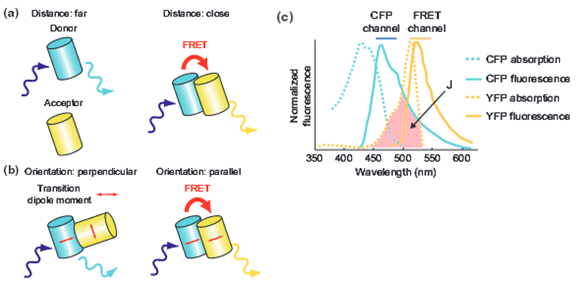 (a)
Distance: far
Donor
Acceptor
Distance: close
FRET
(b)
Orientation: perpendicular
Transition
dipole moment
Orientation: parallel
FRET
(c)
CFP
channel
FRET
channel
Normalized
fluorescence
J
350 400 450 500 550 600
Wavelength (nm)
CFP absorption
CFP fluorescence
YFP absorption
YFP fluorescence